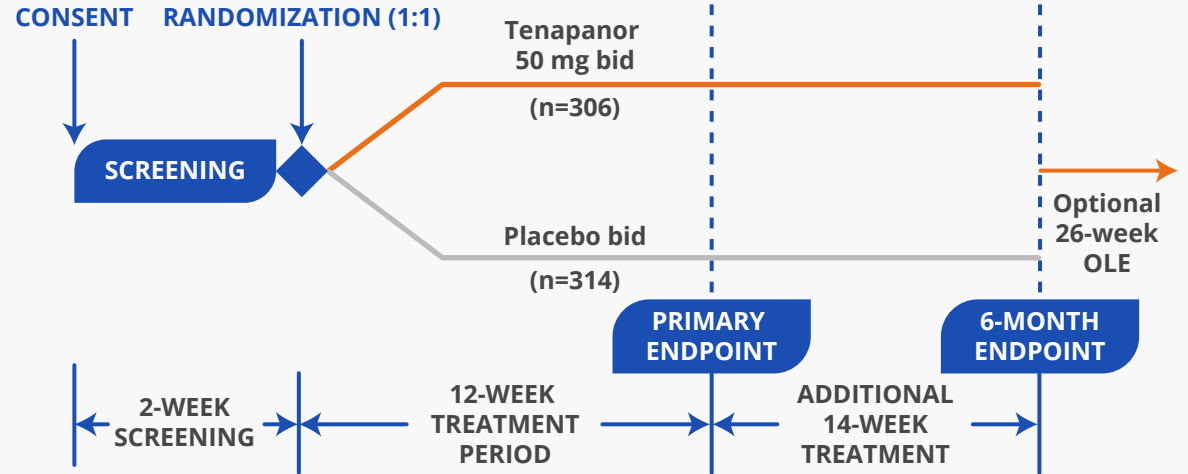 CONSENT
RANDOMIZATION (1:1)
Tenapanor
50 mg bid
(n=306)
SCREENING
Optional
26-week
OLE
Placebo bid
(n=314)
PRIMARY
ENDPOINT
6-MONTH
ENDPOINT
2-WEEK
SCREENING
12-WEEK
TREATMENT
PERIOD
ADDITIONAL
14-WEEK
TREATMENT